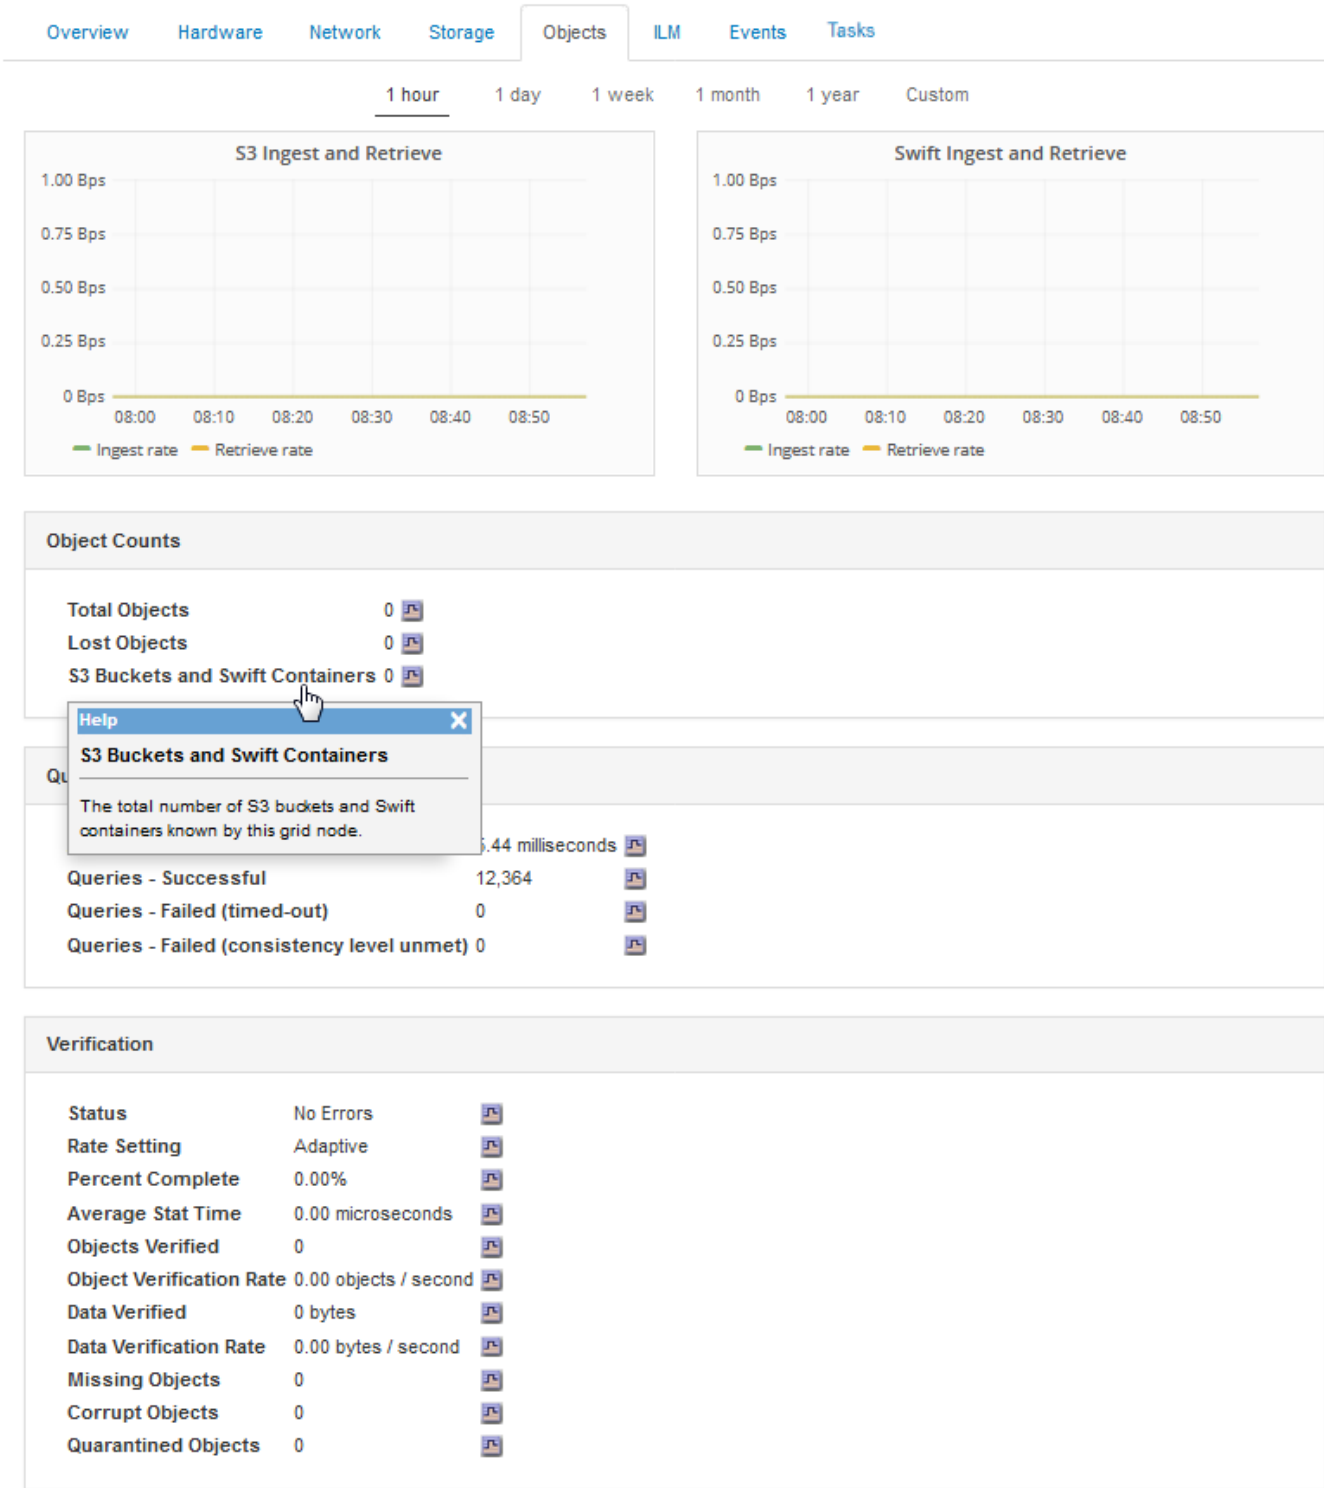 Overview Hardware Network Storage Objects ILM Events Tasks
1 hour 1 day 1 week 1 month 1 year Custom
S3 Ingest and Retrieve
1.00 Bps
0.75 Bps
0.50 Bps
0.25 Bps
0 Bps
08:00 08:10 08:20 08:30 08:40 08:50
Ingest rate Retrieve rate
Swift Ingest and Retrieve
1.00 Bps
0.75 Bps
0.50 Bps
0.25 Bps
0 Bps
08:00 08:10 08:20 08:30 08:40 08:50
Ingest rate Retrieve rate
Object Counts
Total Objects 0
Lost Objects 0
S3 Buckets and Swift Containers 0
Help
S3 Buckets and Swift Containers
The total number of S3 buckets and Swift
containers known by this grid node.
.44 milliseconds
Queries - Successful 12,364
Queries - Failed (timed-out) 0
Queries - Failed (consistency level unmet) 0
Verification
Status No Errors
Rate Setting Adaptive
Percent Complete 0.00%
Average Stat Time 0.00 microseconds
Objects Verified 0
Object Verification Rate 0.00 objects / second
Data Verified 0 bytes
Data Verification Rate 0.00 bytes / second
Missing Objects 0
Corrupt Objects 0
Quarantined Objects 0